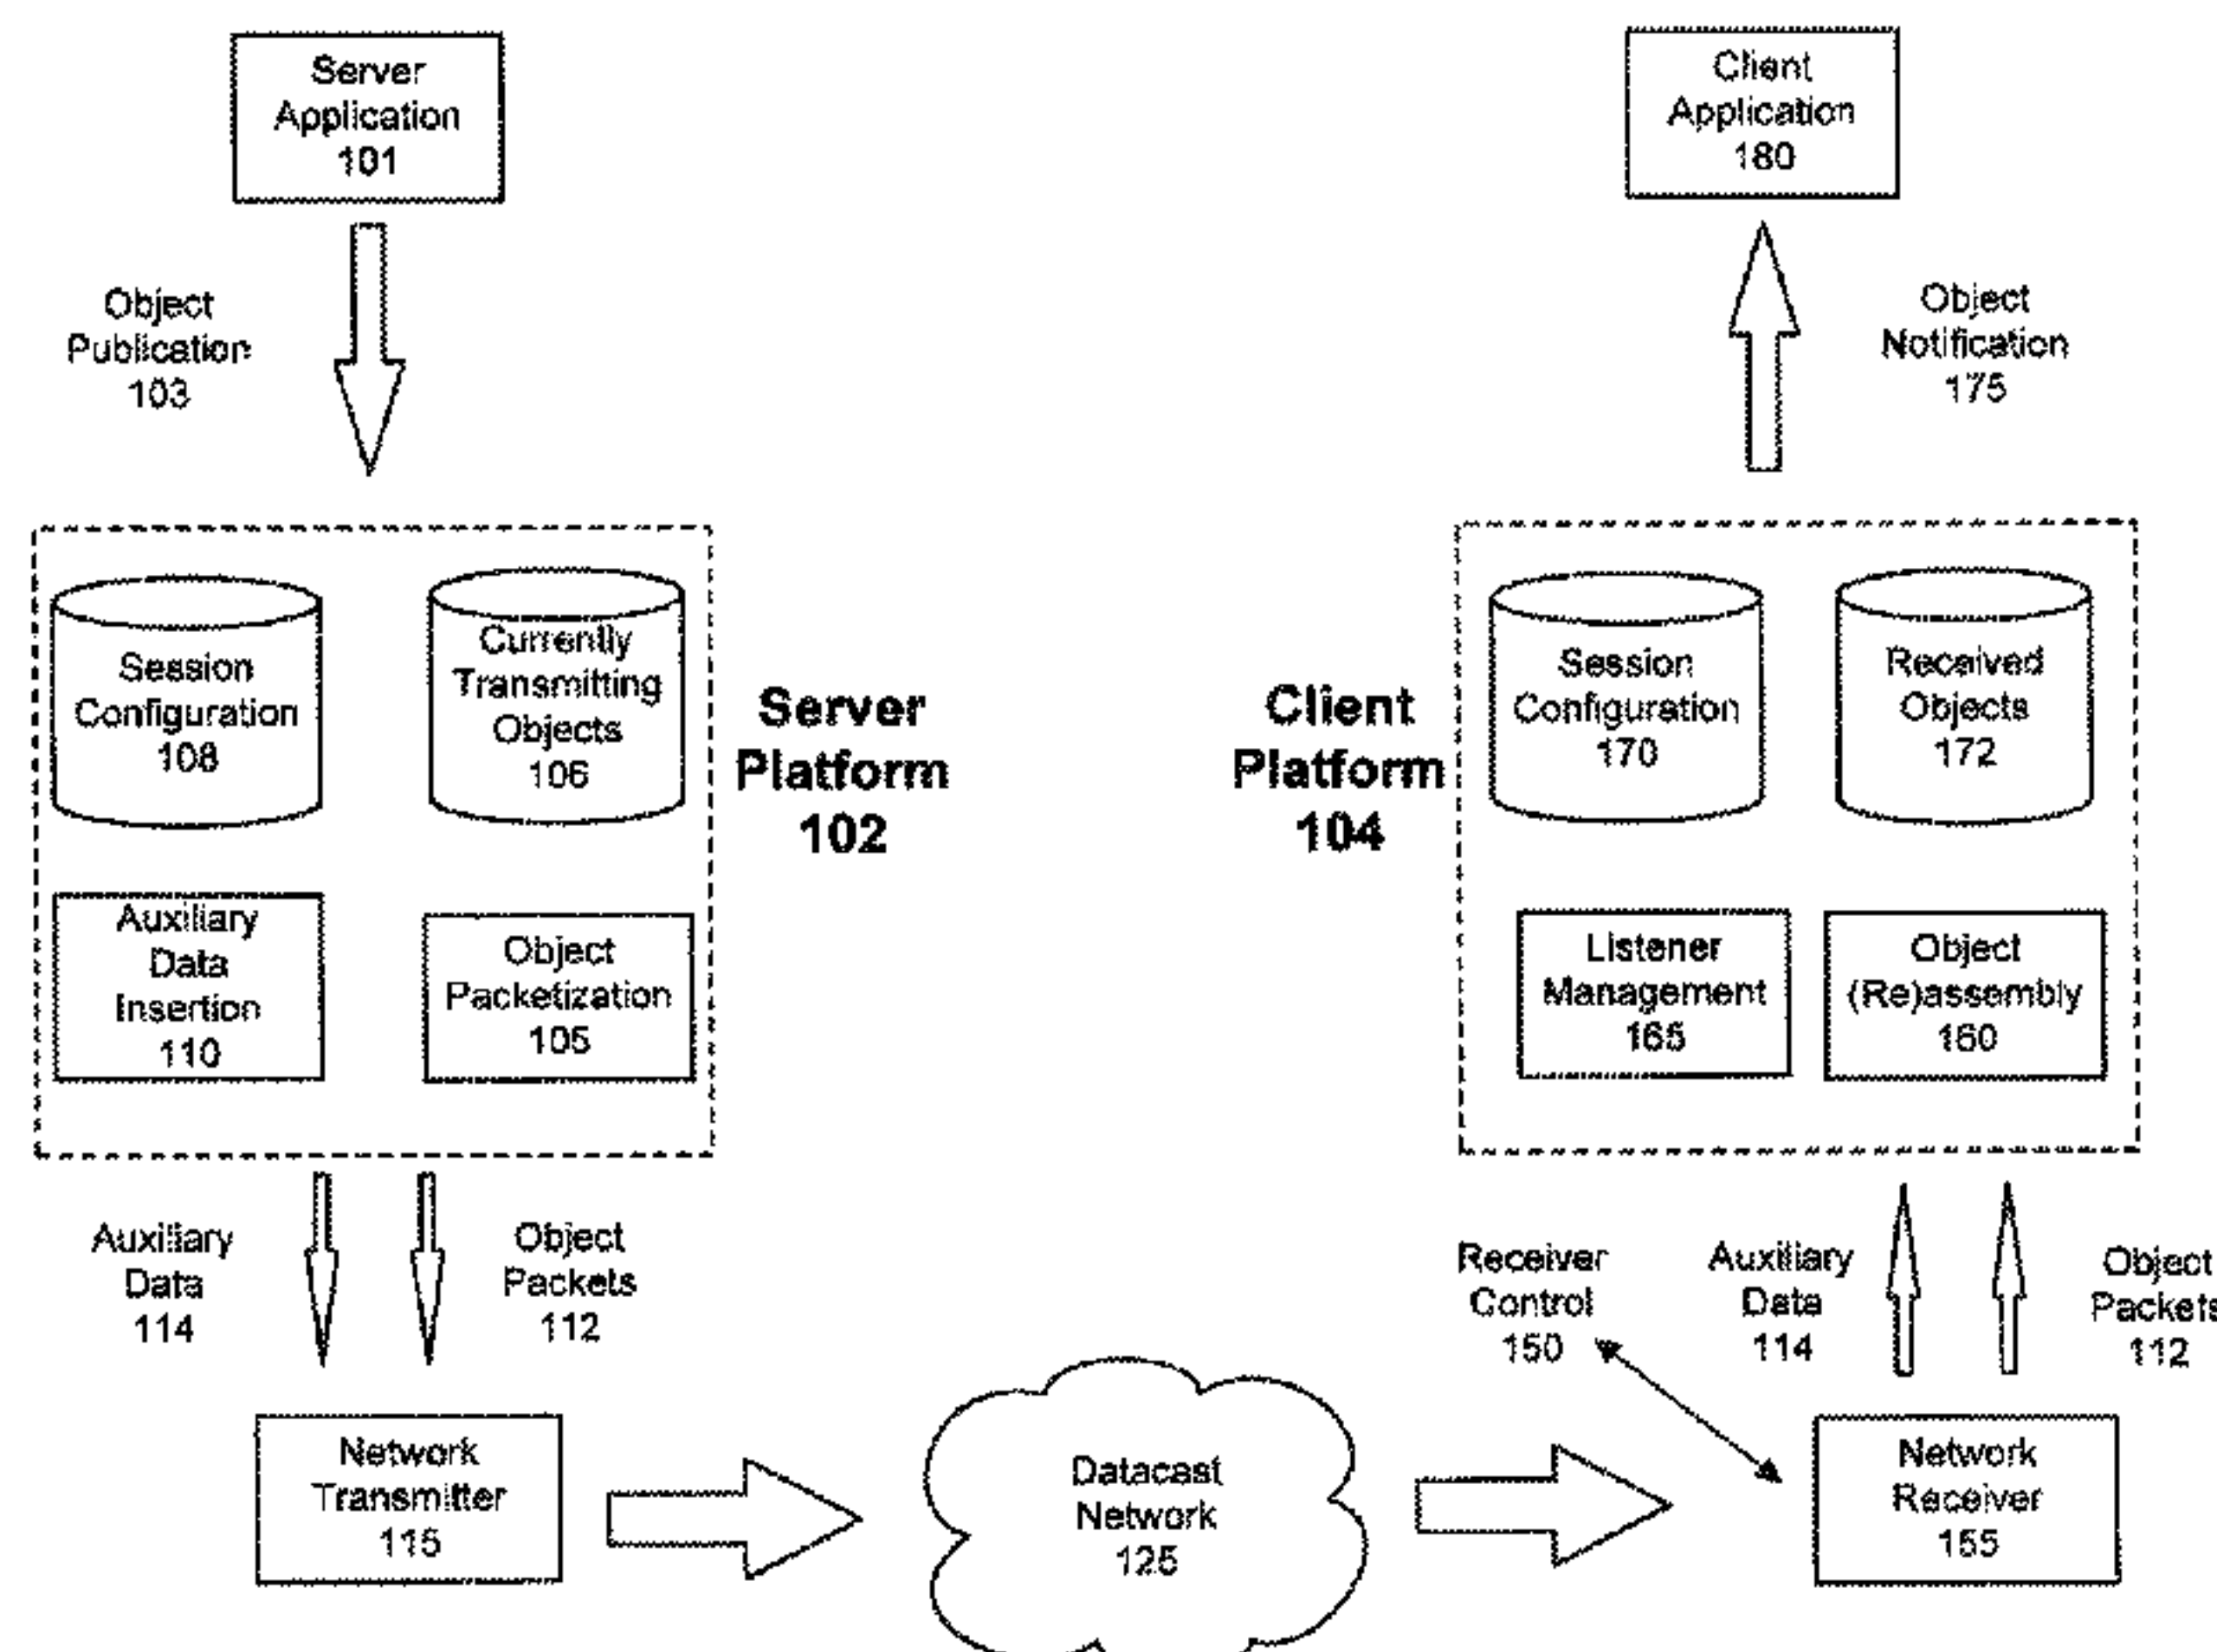 Server
Application
101
Client
Application
180
Object
Publication
103
Object
Notification
175
Session
Configuration
108
Currently
Transmitting
Objects
106
Server
Platform
102
Client
Platform
104
Session
Configuration
170
Received
Objects
172
Auxiliary
Data
Insertion
110
Object
Packetization
105
Listener
Management
165
Object
(Re)assembly
160
Auxiliary
Data
114
Object
Packets
112
Receiver
Control
150
Auxiliary
Data
114
Object
Packets
112
Network
Transmitter
115
Datacast
Network
125
Network
Receiver
155